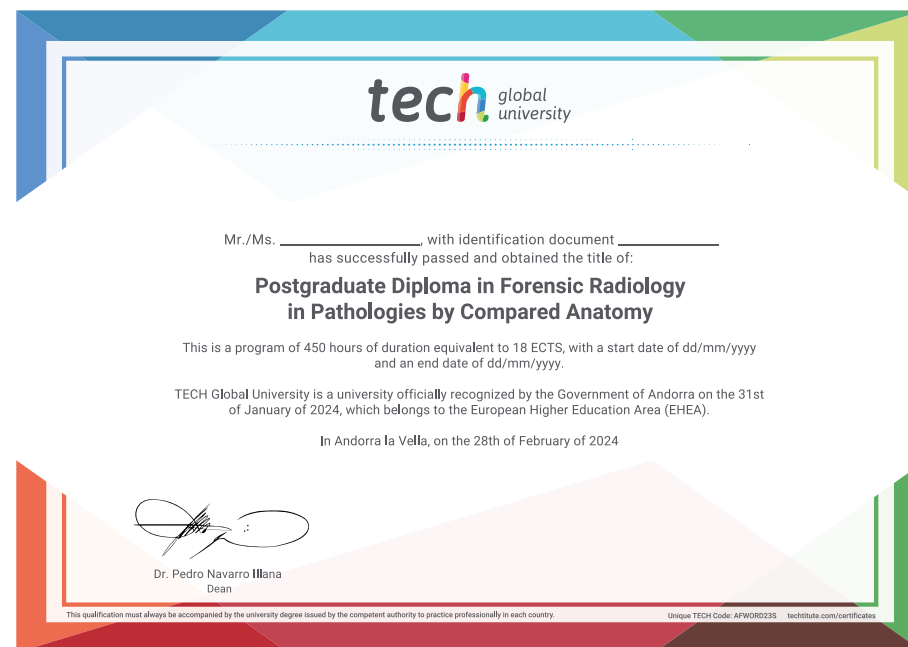 tech global
university
Mr./Ms. ____________________, with identification document ______________
has successfully passed and obtained the title of:
Postgraduate Diploma in Forensic Radiology
in Pathologies by Compared Anatomy
This is a program of 450 hours of duration equivalent to 18 ECTS, with a start date of dd/mm/yyyy
and an end date of dd/mm/yyyy.
TECH Global University is a university officially recognized by the Government of Andorra on the 31st
of January of 2024, which belongs to the European Higher Education Area (EHEA).
In Andorra la Vella, on the 28th of February of 2024
Dr. Pedro Navarro Illana
Dean
This qualification must always be accompanied by the university degree issued by the competent authority to practice professionally in each country.
Unique TECH Code: AFWORD23S techtitute.com/certificates